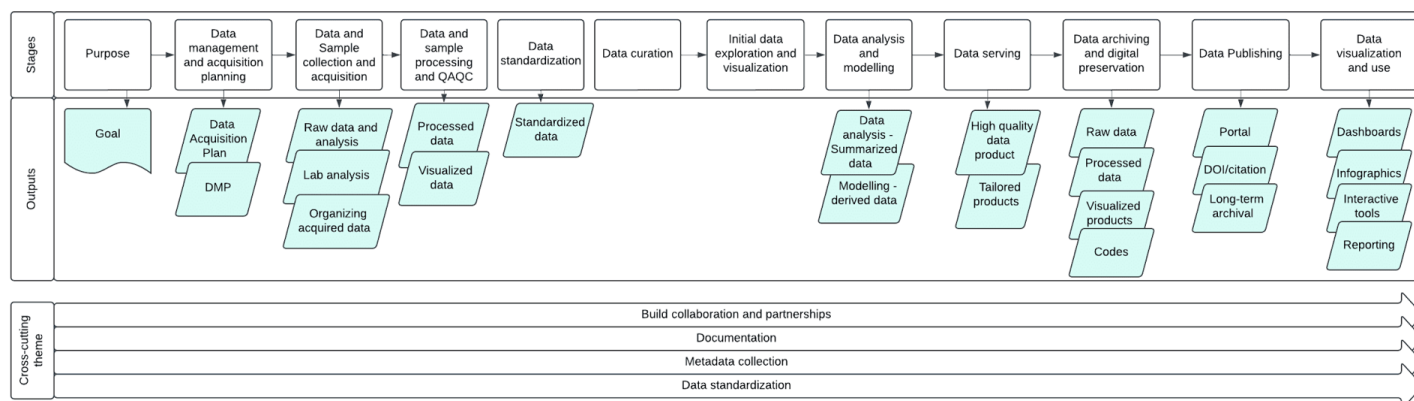 Stages
Purpose
Data
management
and acquisition
planning
Data and
Sample
collection and
acquisition
Data and
sample
processing
and QAQC
Data
standardization
Data curation
Initial data
exploration and
visualization
Data analysis
and
modelling
Data serving
Data archiving
and digital
preservation
Data Publishing
Data
visualization
and use
Outputs
Goal
Data
Acquisition
Plan
DMP
Raw data and
analysis
Lab analysis
Organizing
acquired data
Processed
data
Visualized
data
Standardized
data
Data
analysis -
Summarized
data
Modelling -
derived data
High quality
data
product
Tailored
products
Raw data
Processed
data
Visualized
products
Codes
Portal
DOI/citation
Long-term
archival
Dashboards
Infographics
Interactive
tools
Reporting
Cross-cutting
theme
Build collaboration and partnerships
Documentation
Metadata collection
Data standardization